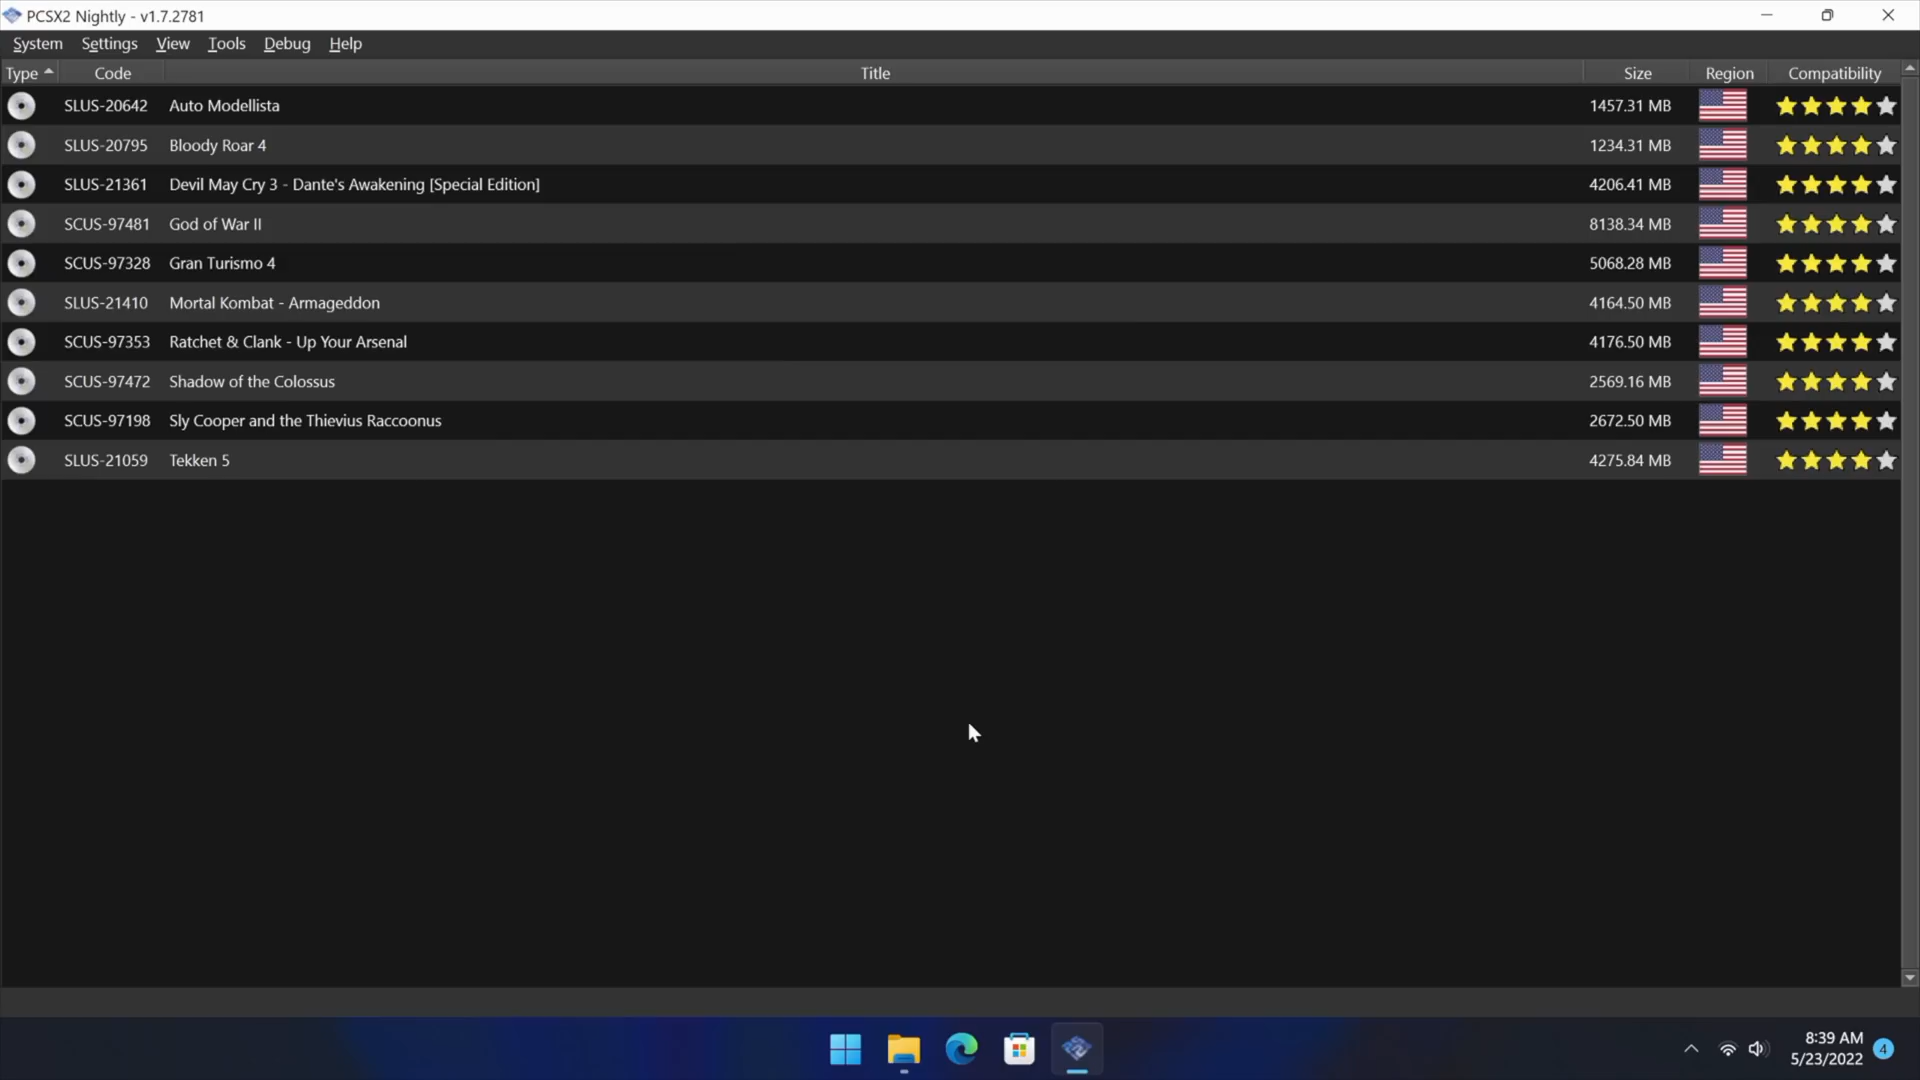 PCSX2 Nightly - v1.7.2781
System Settings View Tools Debug Help
Type Code Title Size Region Compatibility
SLUS-20642 Auto Modellista 1457.31 MB
SLUS-20795 Bloody Roar 4 1234.31 MB
SLUS-21361 Devil May Cry 3 - Dante's Awakening [Special Edition] 4206.41 MB
SCUS-97481 God of War II 8138.34 MB
SCUS-97328 Gran Turismo 4 5068.28 MB
SLUS-21410 Mortal Kombat - Armageddon 4164.50 MB
SCUS-97353 Ratchet & Clank - Up Your Arsenal 4176.50 MB
SCUS-97472 Shadow of the Colossus 2569.16 MB
SCUS-97198 Sly Cooper and the Thievius Raccoonus 2672.50 MB
SLUS-21059 Tekken 5 4275.84 MB
8:39 AM
5/23/2022 4